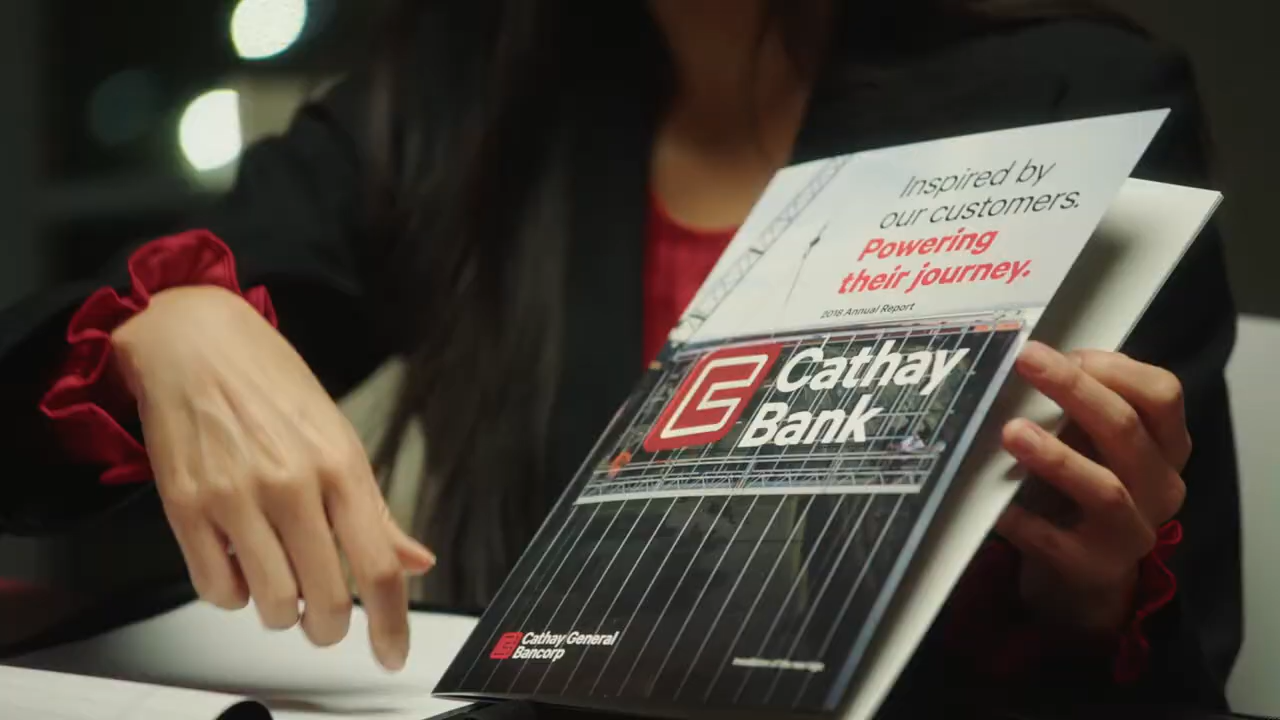 Inspired by
our customers.
Powering
their journey.
2018 Annual Report
Cathay
Bank
Cathay General
Bancorp